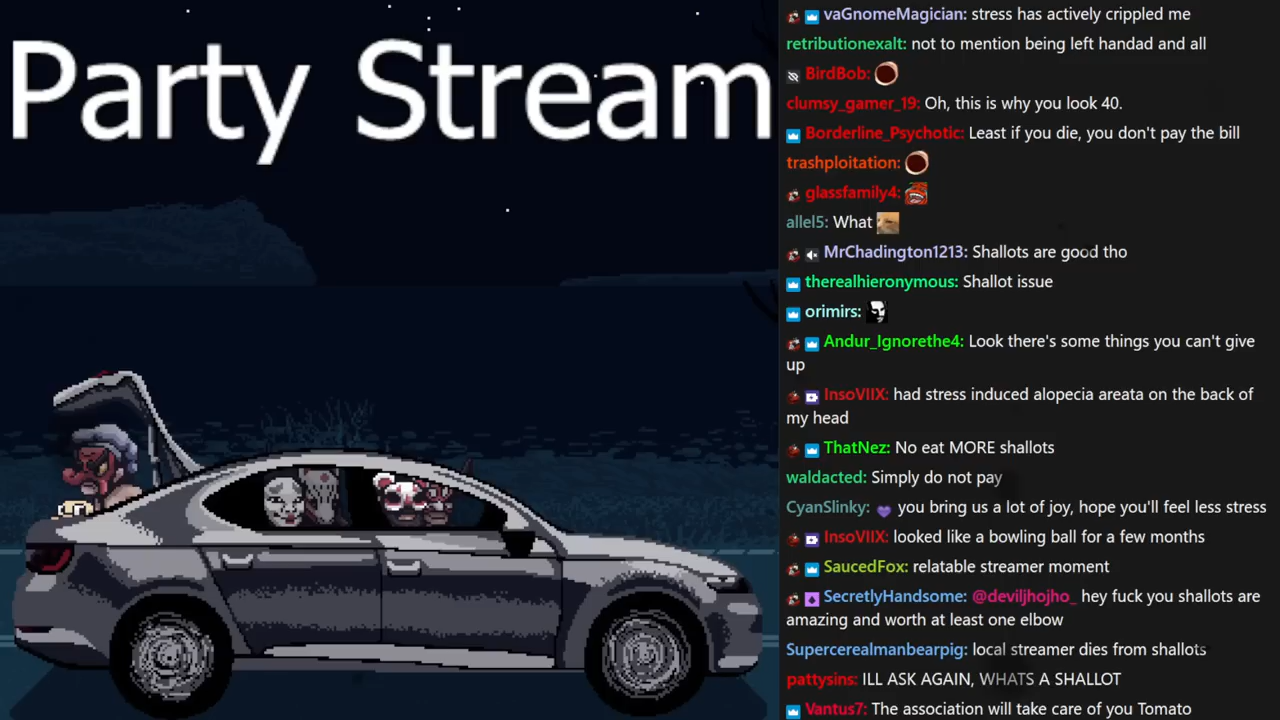 Party Stream
vaGnomeMagician: stress has actively crippled me
retributionexalt: not to mention being left handad and all
BirdBob:
clumsy_gamer_19: Oh, this is why you look 40.
Borderline_Psychotic: Least if you die, you don't pay the bill
trashploitation:
glassfamily4:
allel5: What
MrChadington1213: Shallots are good tho
therealhieronymous: Shallot issue
orimirs:
Andur_Ignorethe4: Look there's some things you can't give
up
InsoVIIX: had stress induced alopecia areata on the back of
my head
ThatNez: No eat MORE shallots
waldacted: Simply do not pay
CyanSlinky: you bring us a lot of joy, hope you'll feel less stress
InsoVIIX: looked like a bowling ball for a few months
SaucedFox: relatable streamer moment
SecretlyHandsome: @deviljhojho_ hey fuck you shallots are
amazing and worth at least one elbow
Supercerealmanbearpig: local streamer dies from shallots
pattysins: ILL ASK AGAIN, WHATS A SHALLOT
Vantus7: The association will take care of you Tomato